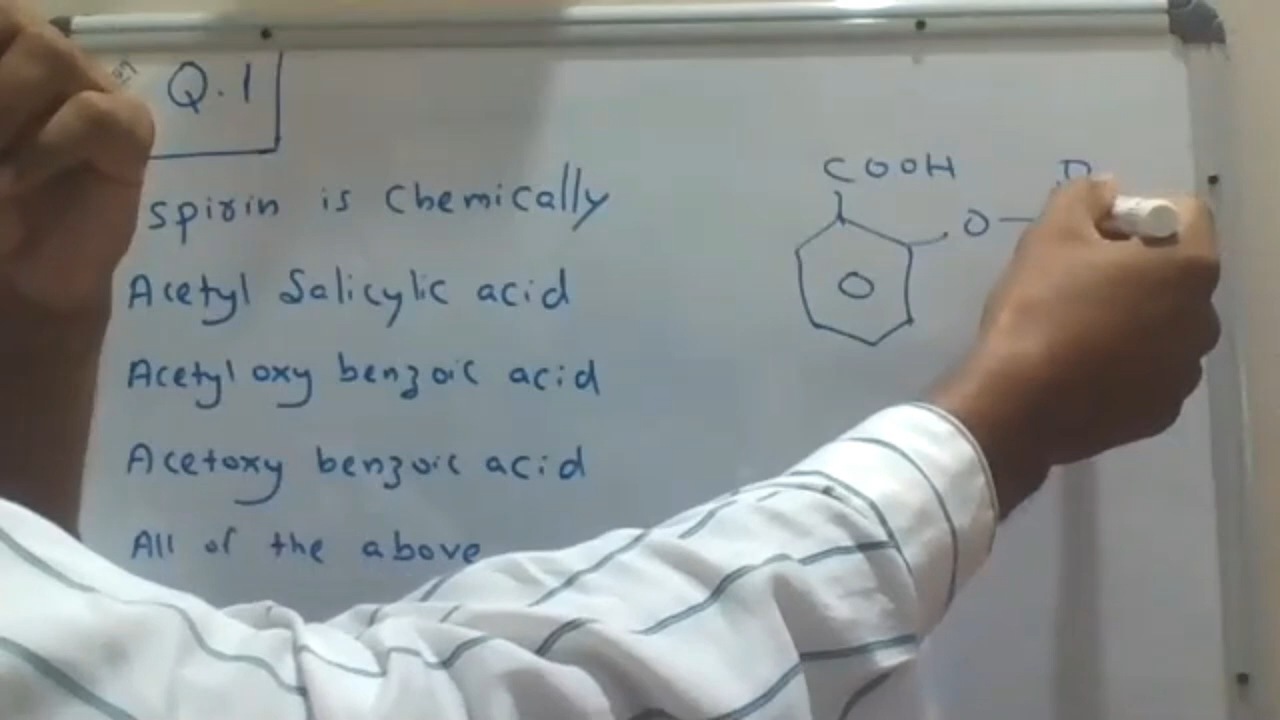 Q.1
spirin is Chemically
Acetyl Salicylic acid
Acetyl oxy benzoic acid
Acetoxy benzoic acid
All of the above
COOH
O
O